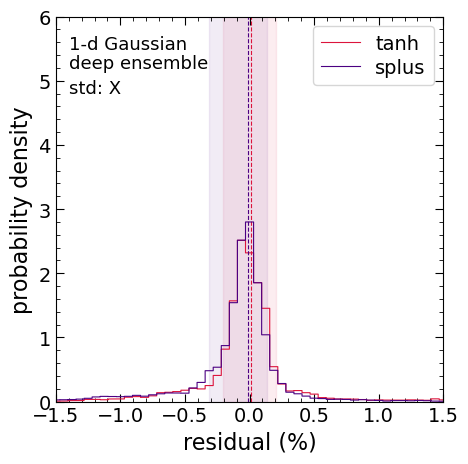 1-d Gaussian
deep ensemble
std: X
tanh
splus
probability density
6
5
4
3
2
1
0
−1.5
−1.0
−0.5
0.0
0.5
1.0
1.5
residual (%)